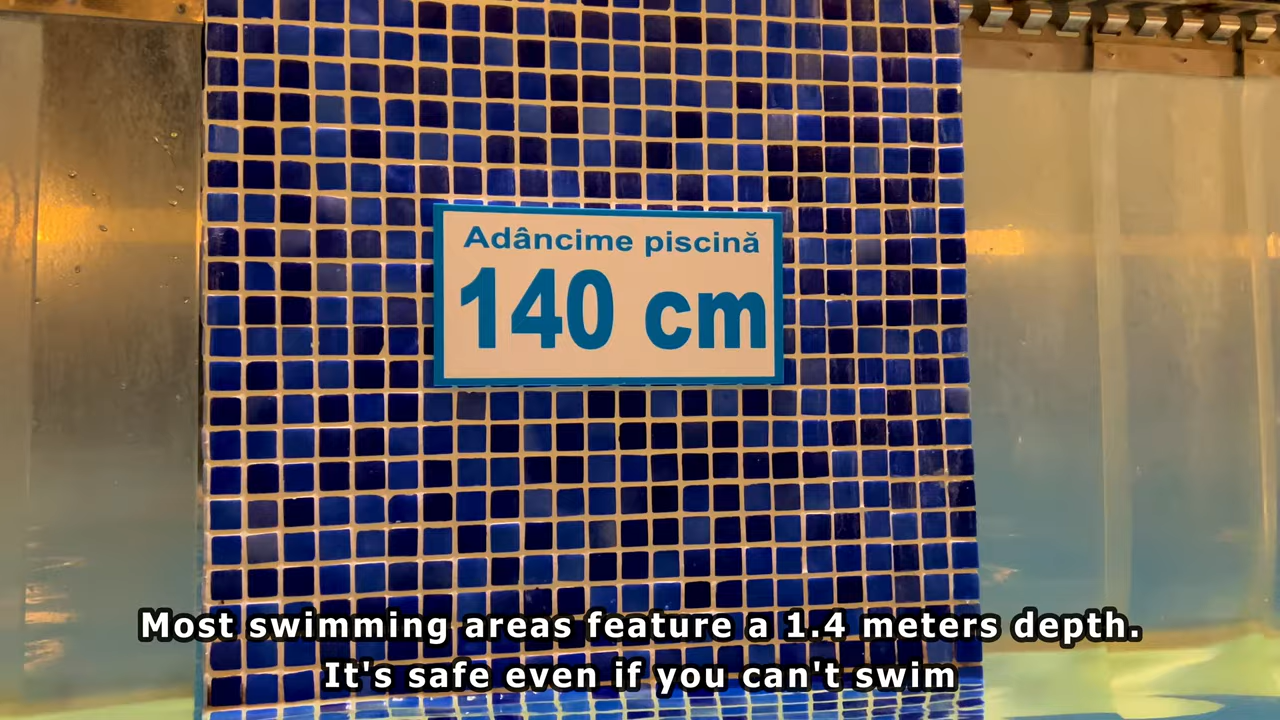 Adâncime piscină
140 cm
Most swimming areas feature a 1.4 meters depth.
It's safe even if you can't swim